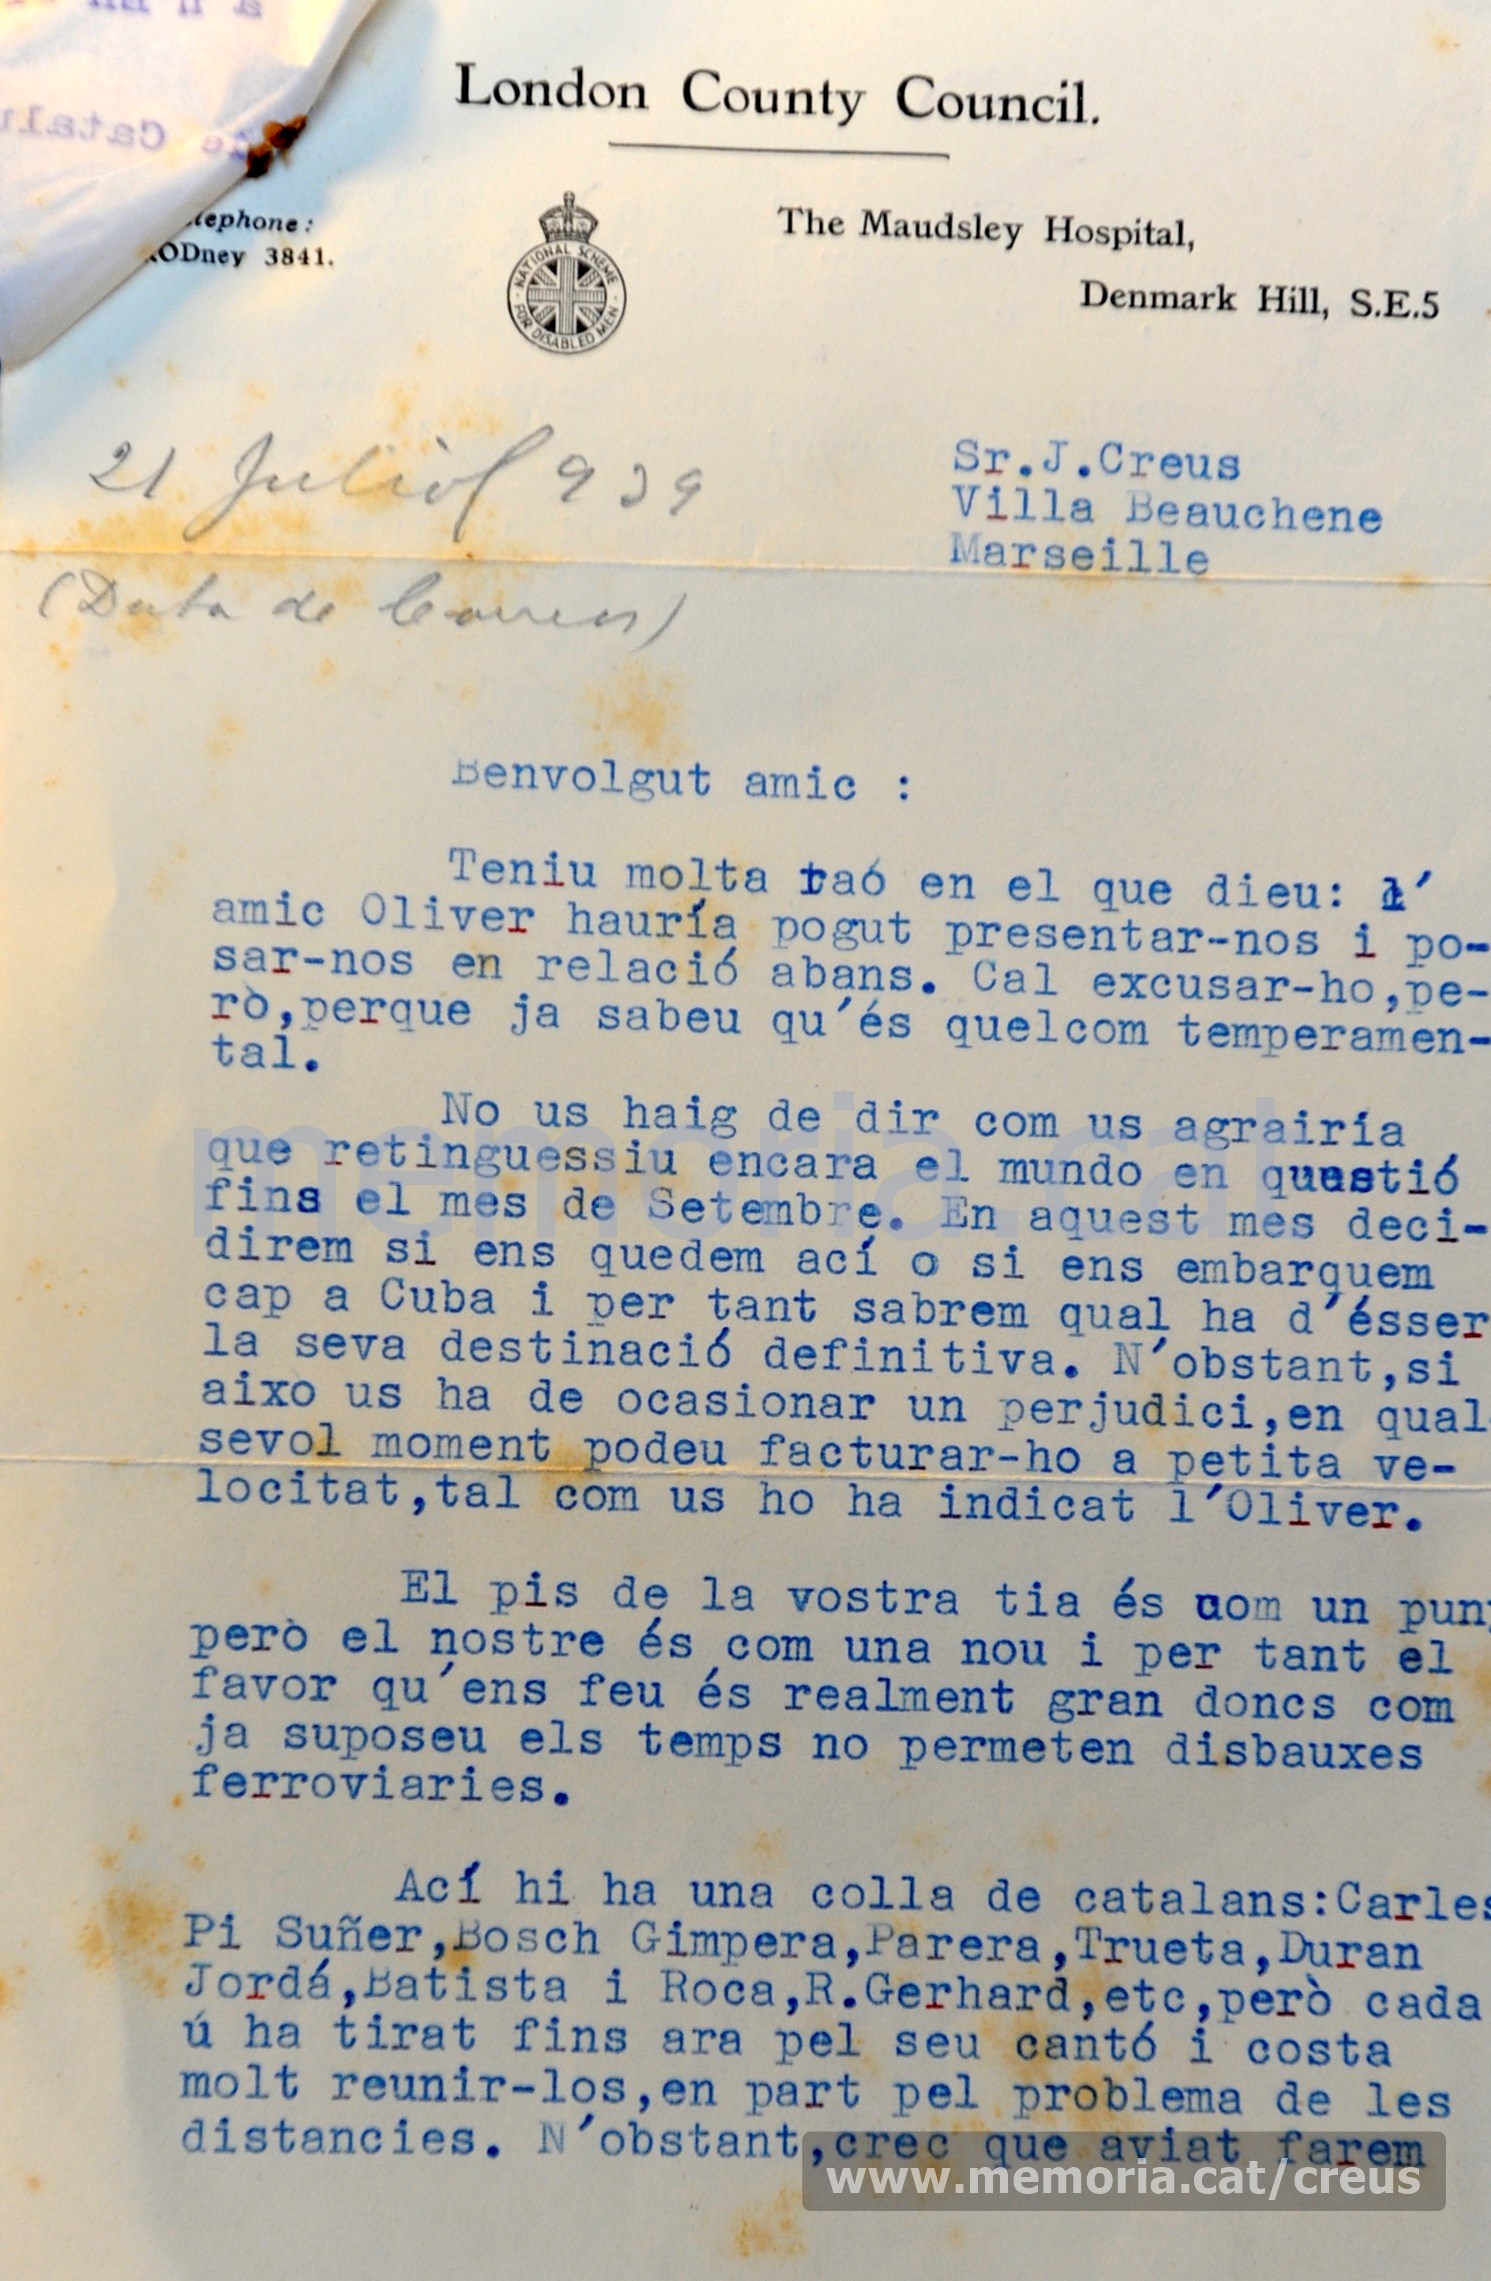 London County Council.
ephone:
ODney 3841.
NATIONAL SCHEME
FOR DISABLED MEN
The Maudsley Hospital,
Denmark Hill, S.E.5
21 Juliol 939
(Data de Correus)
Sr.J.Creus
Villa Beauchene
Marseille
Benvolgut amic :
Teniu molta raó en el que dieu: l'
amic Oliver hauría pogut presentar-nos i po-
sar-nos en relació abans. Cal excusar-ho,pe-
rò,perque ja sabeu qu'és quelcom temperamen-
tal.
No us haig de dir com us agrairía
que retinguessiu encara el mundo en questió
fins el mes de Setembre. En aquest mes deci-
direm si ens quedem ací o si ens embarquem
cap a Cuba i per tant sabrem qual ha d'ésser
la seva destinació definitiva. N'obstant,si
aixo us ha de ocasionar un perjudici,en qual-
sevol moment podeu facturar-ho a petita ve-
locitat,tal com us ho ha indicat l'Oliver.
El pis de la vostra tia és com un puny
però el nostre és com una nou i per tant el
favor qu'ens feu és realment gran doncs com
ja suposeu els temps no permeten disbauxes
ferroviaries.
Ací hi ha una colla de catalans:Carles
Pi Suñer,Bosch Gimpera,Parera,Trueta,Duran
Jordá,Batista i Roca,R.Gerhard,etc,però cada
ú ha tirat fins ara pel seu cantó i costa
molt reunir-los,en part pel problema de les
distancies. N'obstant,crec que aviat farem
memoria.cat
www.memoria.cat/creus